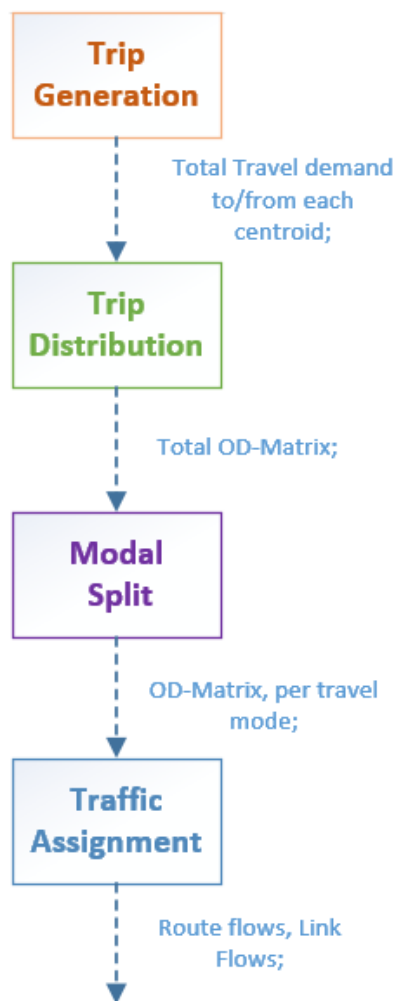 Trip
Generation
Total Travel demand
to/from each
centroid;
Trip
Distribution
Total OD-Matrix;
Modal
Split
OD-Matrix, per travel
mode;
Traffic
Assignment
Route flows, Link
Flows;